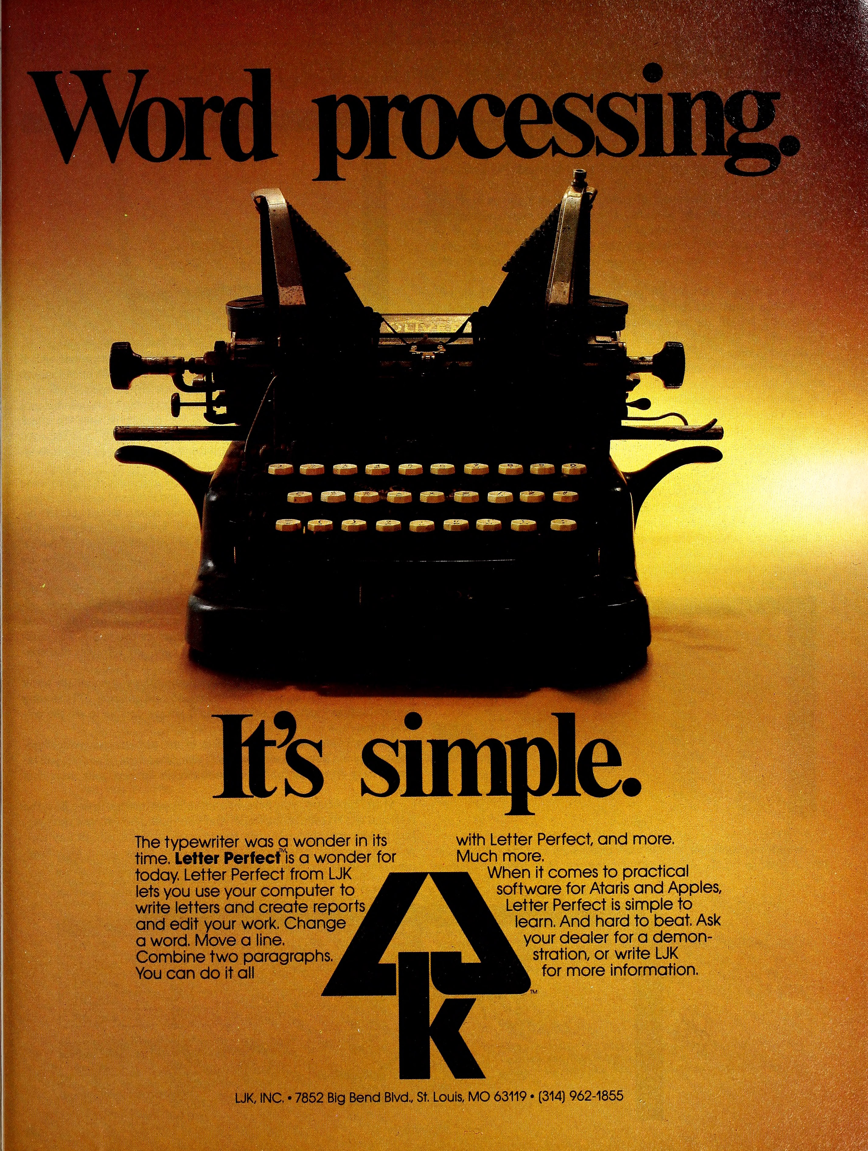 Word processing.
It's simple.
The typewriter was a wonder in its
time. Letter Perfect™ is a wonder for
today. Letter Perfect from LJK
lets you use your computer to
write letters and create reports
and edit your work. Change
a word. Move a line.
Combine two paragraphs.
You can do it all
with Letter Perfect, and more.
Much more.
When it comes to practical
software for Ataris and Apples,
Letter Perfect is simple to
learn. And hard to beat. Ask
your dealer for a demon-
stration, or write LJK
for more information.
LJk™
LJK, INC. • 7852 Big Bend Blvd., St. Louis, MO 63119 • (314) 962-1855